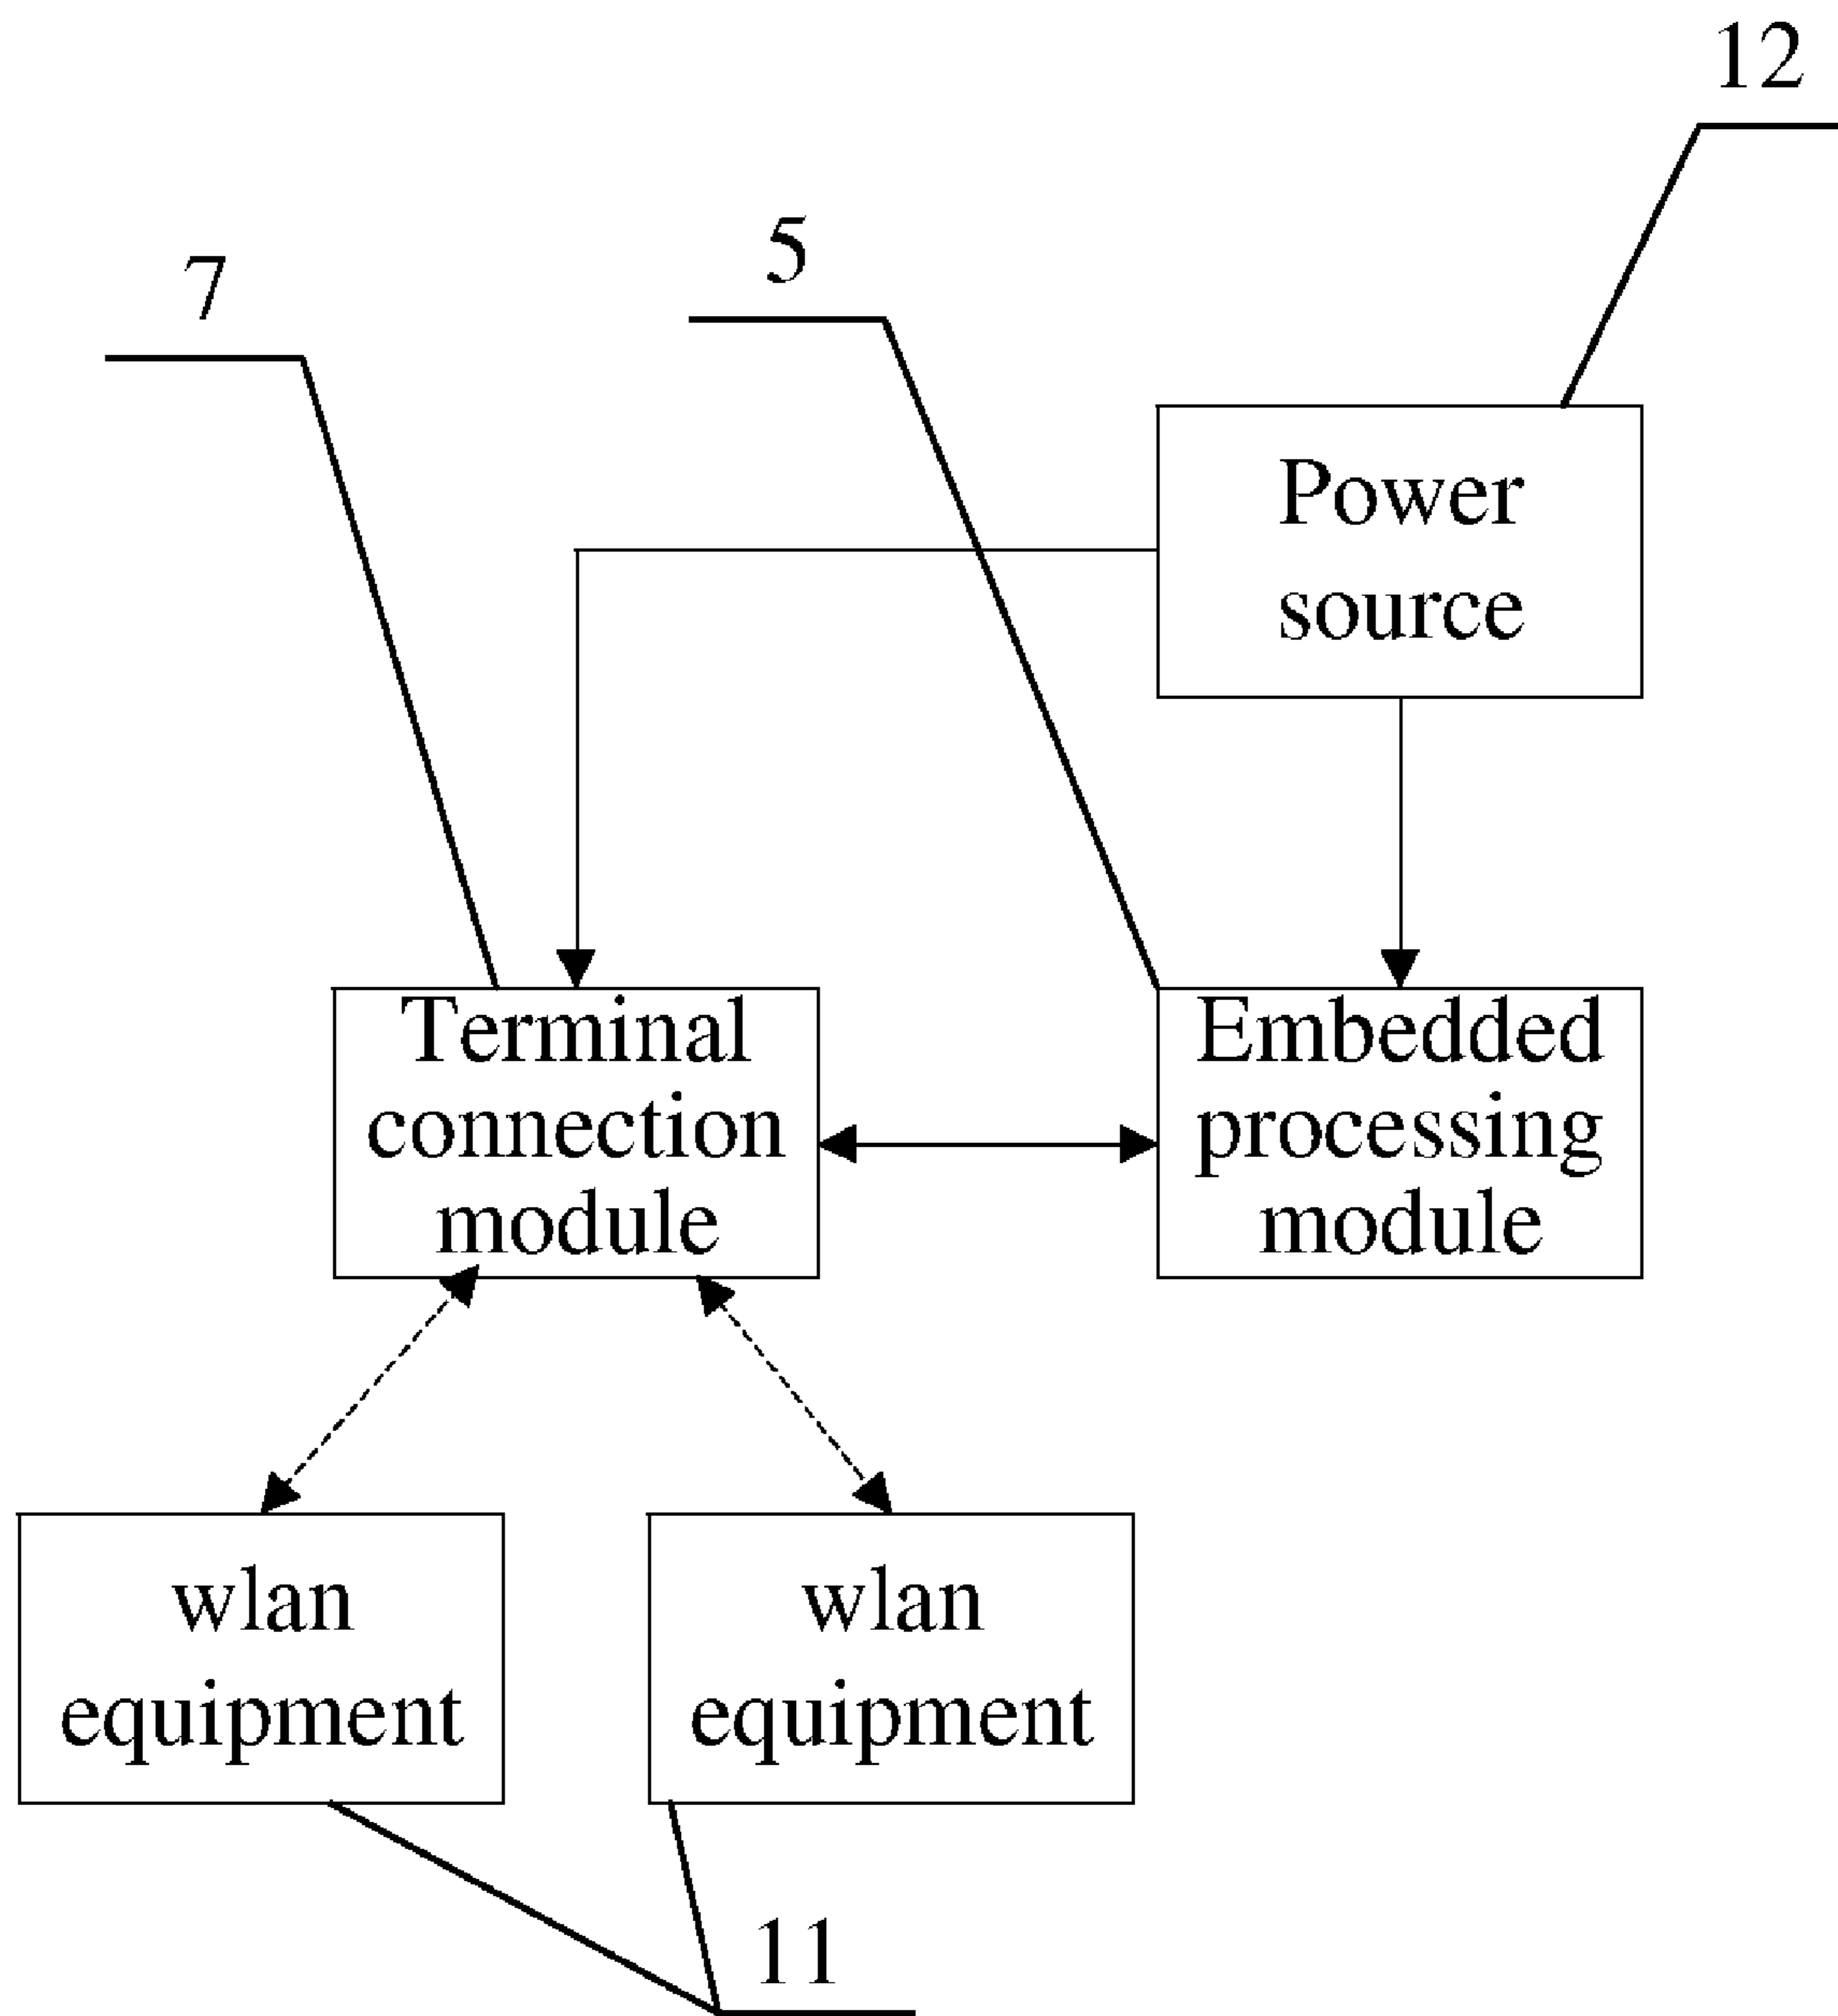 12
5
7
Power
source
Terminal
connection
module
Embedded
processing
module
wlan
equipment
wlan
equipment
11